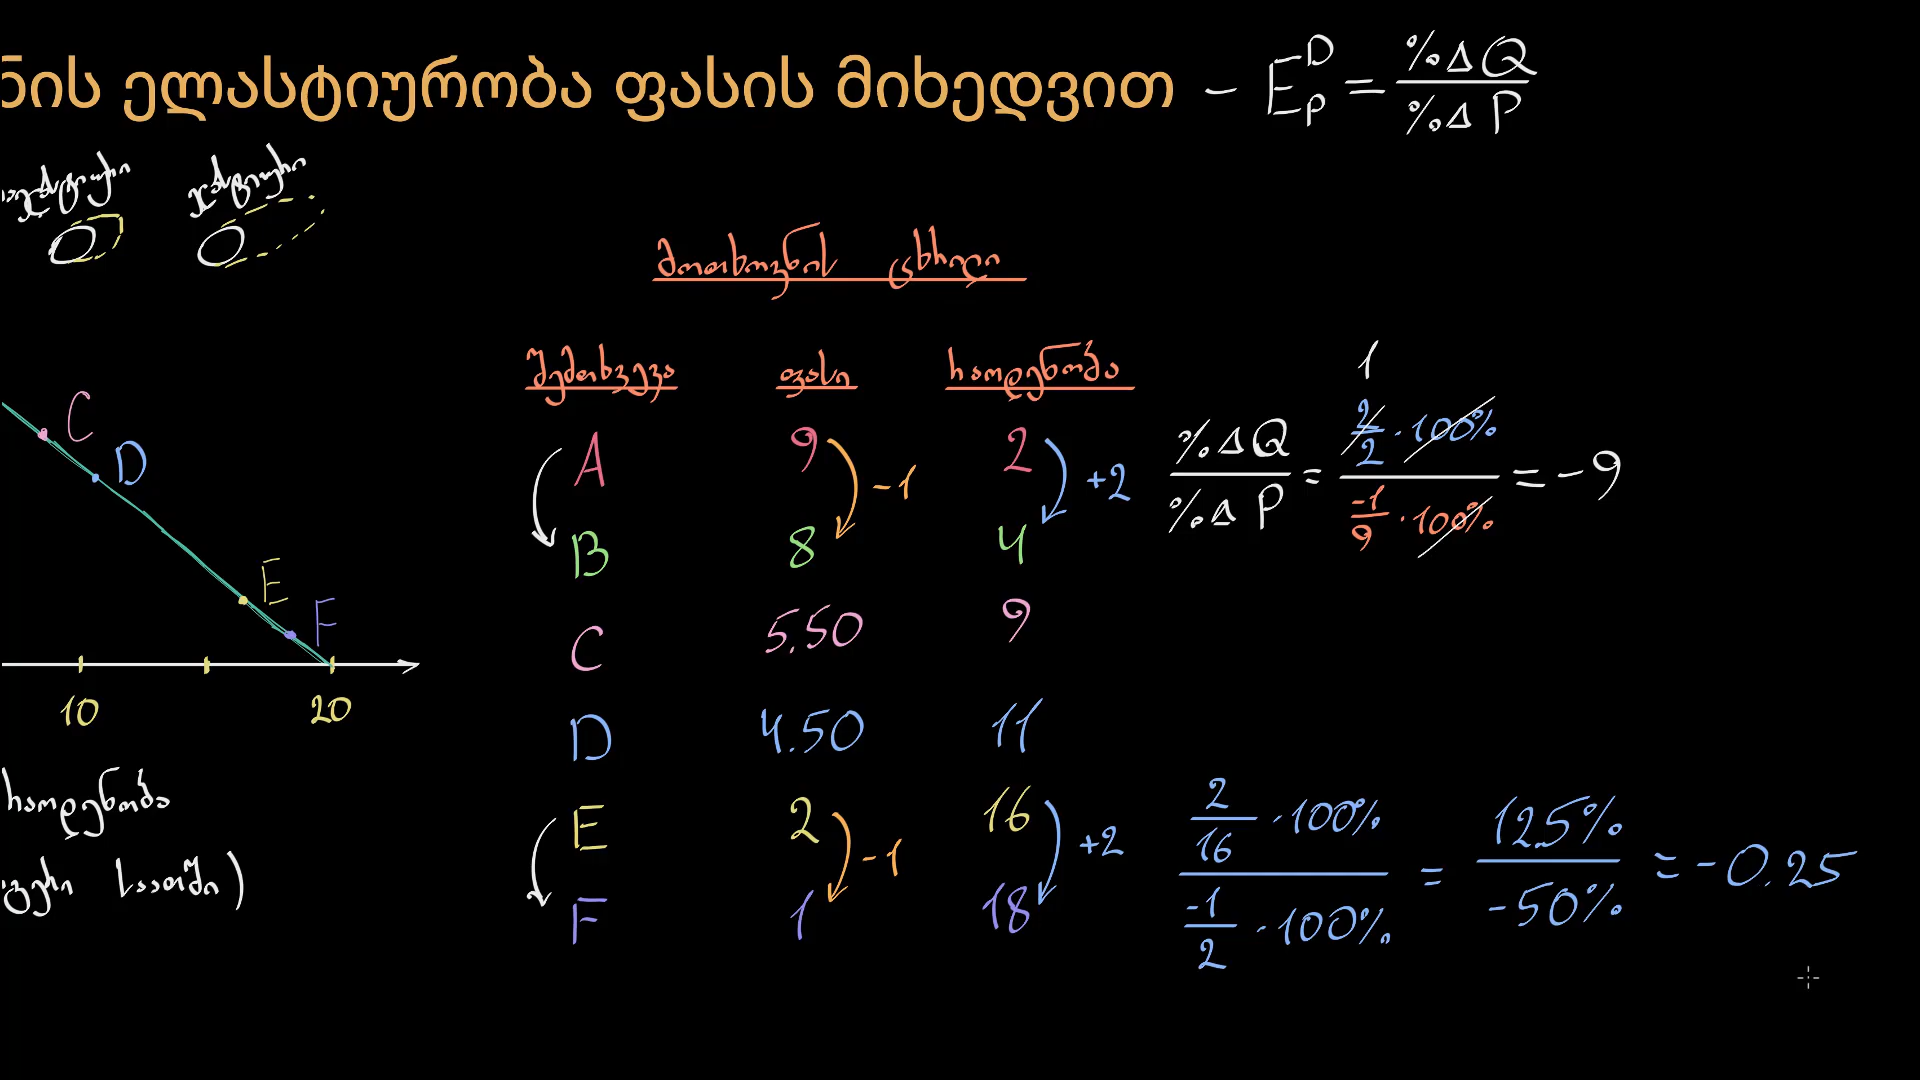 ნის ელასტიურობა ფასის მიხედვით - E^D_P = %ΔQ / %ΔP
მოთხოვნის ცხრილი
შემთხვევა ფასი რაოდენობა
A 9 2
-1 +2
B 8 4
%ΔQ / %ΔP = (2/2 · 100%) / (-1/9 · 100%) = -9
1
C 5.50 9
D 4.50 11
E 2 16
-1 +2
F 1 18
(2/16 · 100%) / (-1/2 · 100%) = 12.5% / -50% = -0.25
C
D
E
F
10 20
რაოდენობა
საათში)